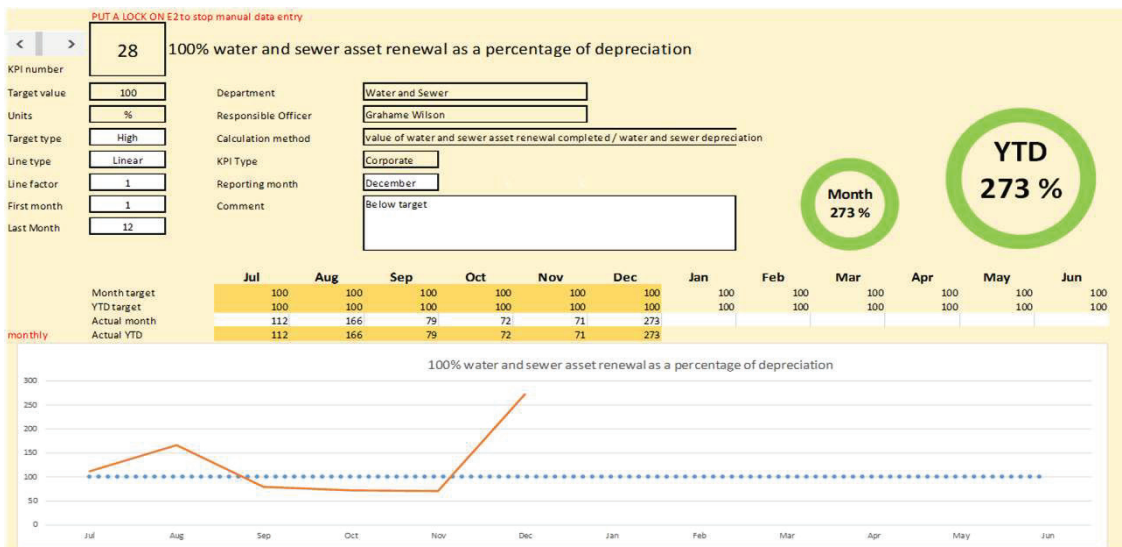 PUT A LOCK ON E2 to stop manual data entry
< >
KPI number
28
100% water and sewer asset renewal as a percentage of depreciation
Target value 100 Department Water and Sewer
Units % Responsible Officer Grahame Wilson
Target type High Calculation method value of water and sewer asset renewal completed / water and sewer depreciation
Line type Linear KPI Type Corporate
Line factor 1 Reporting month December
First month 1 Comment Below target
Last Month 12
Month
273 %
YTD
273 %
Jul Aug Sep Oct Nov Dec Jan Feb Mar Apr May Jun
Month target 100 100 100 100 100 100 100 100 100 100 100 100
YTD target 100 100 100 100 100 100 100 100 100 100 100 100
Actual month 112 166 79 72 71 273
monthly Actual YTD 112 166 79 72 71 273
100% water and sewer asset renewal as a percentage of depreciation
300
250
200
150
100
50
0
Jul Aug Sep Oct Nov Dec Jan Feb Mar Apr May Jun